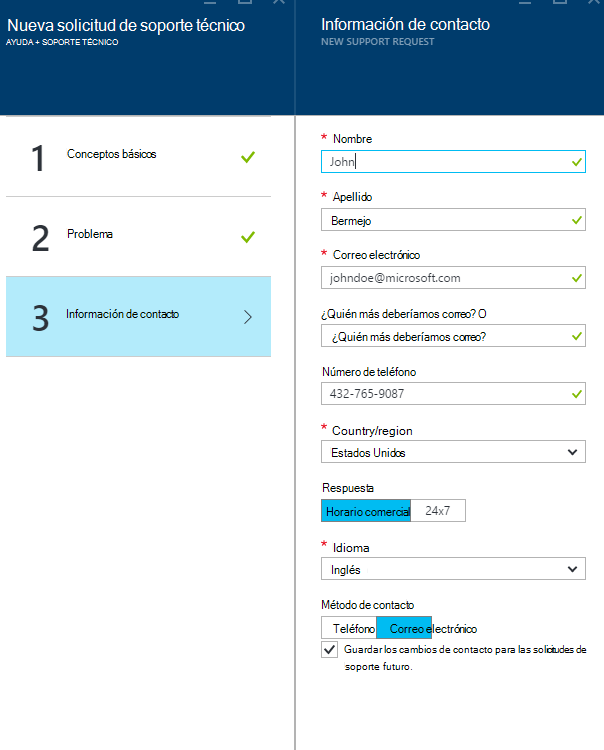 Nueva solicitud de soporte técnico
AYUDA + SOPORTE TÉCNICO
1 Conceptos básicos
2 Problema
3 Información de contacto
Información de contacto
NEW SUPPORT REQUEST
* Nombre
John
* Apellido
Bermejo
* Correo electrónico
johndoe@microsoft.com
¿Quién más deberíamos correo? O
¿Quién más deberíamos correo?
Número de teléfono
432-765-9087
* Country/region
Estados Unidos
Respuesta
Horario comercial 24x7
* Idioma
Inglés
Método de contacto
Teléfono Correo electrónico
Guardar los cambios de contacto para las solicitudes de
soporte futuro.